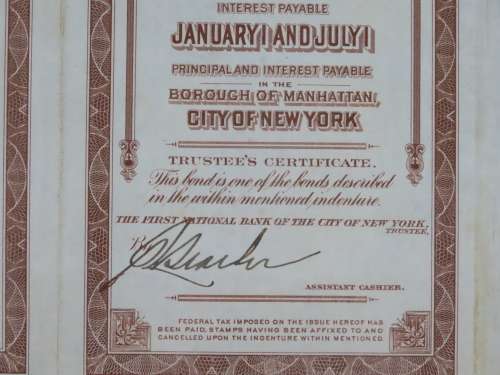 INTEREST PAYABLE
JANUARY 1 AND JULY 1
PRINCIPAL AND INTEREST PAYABLE
IN THE
BOROUGH OF MANHATTAN,
CITY OF NEW YORK
TRUSTEE'S CERTIFICATE.
This bond is one of the bonds described
in the within mentioned indenture.
THE FIRST NATIONAL BANK OF THE CITY OF NEW YORK,
TRUSTEE,
By
ASSISTANT CASHIER.
FEDERAL TAX IMPOSED ON THE ISSUE HEREOF HAS
BEEN PAID, STAMPS HAVING BEEN AFFIXED TO AND
CANCELLED UPON THE INDENTURE WITHIN MENTIONED.